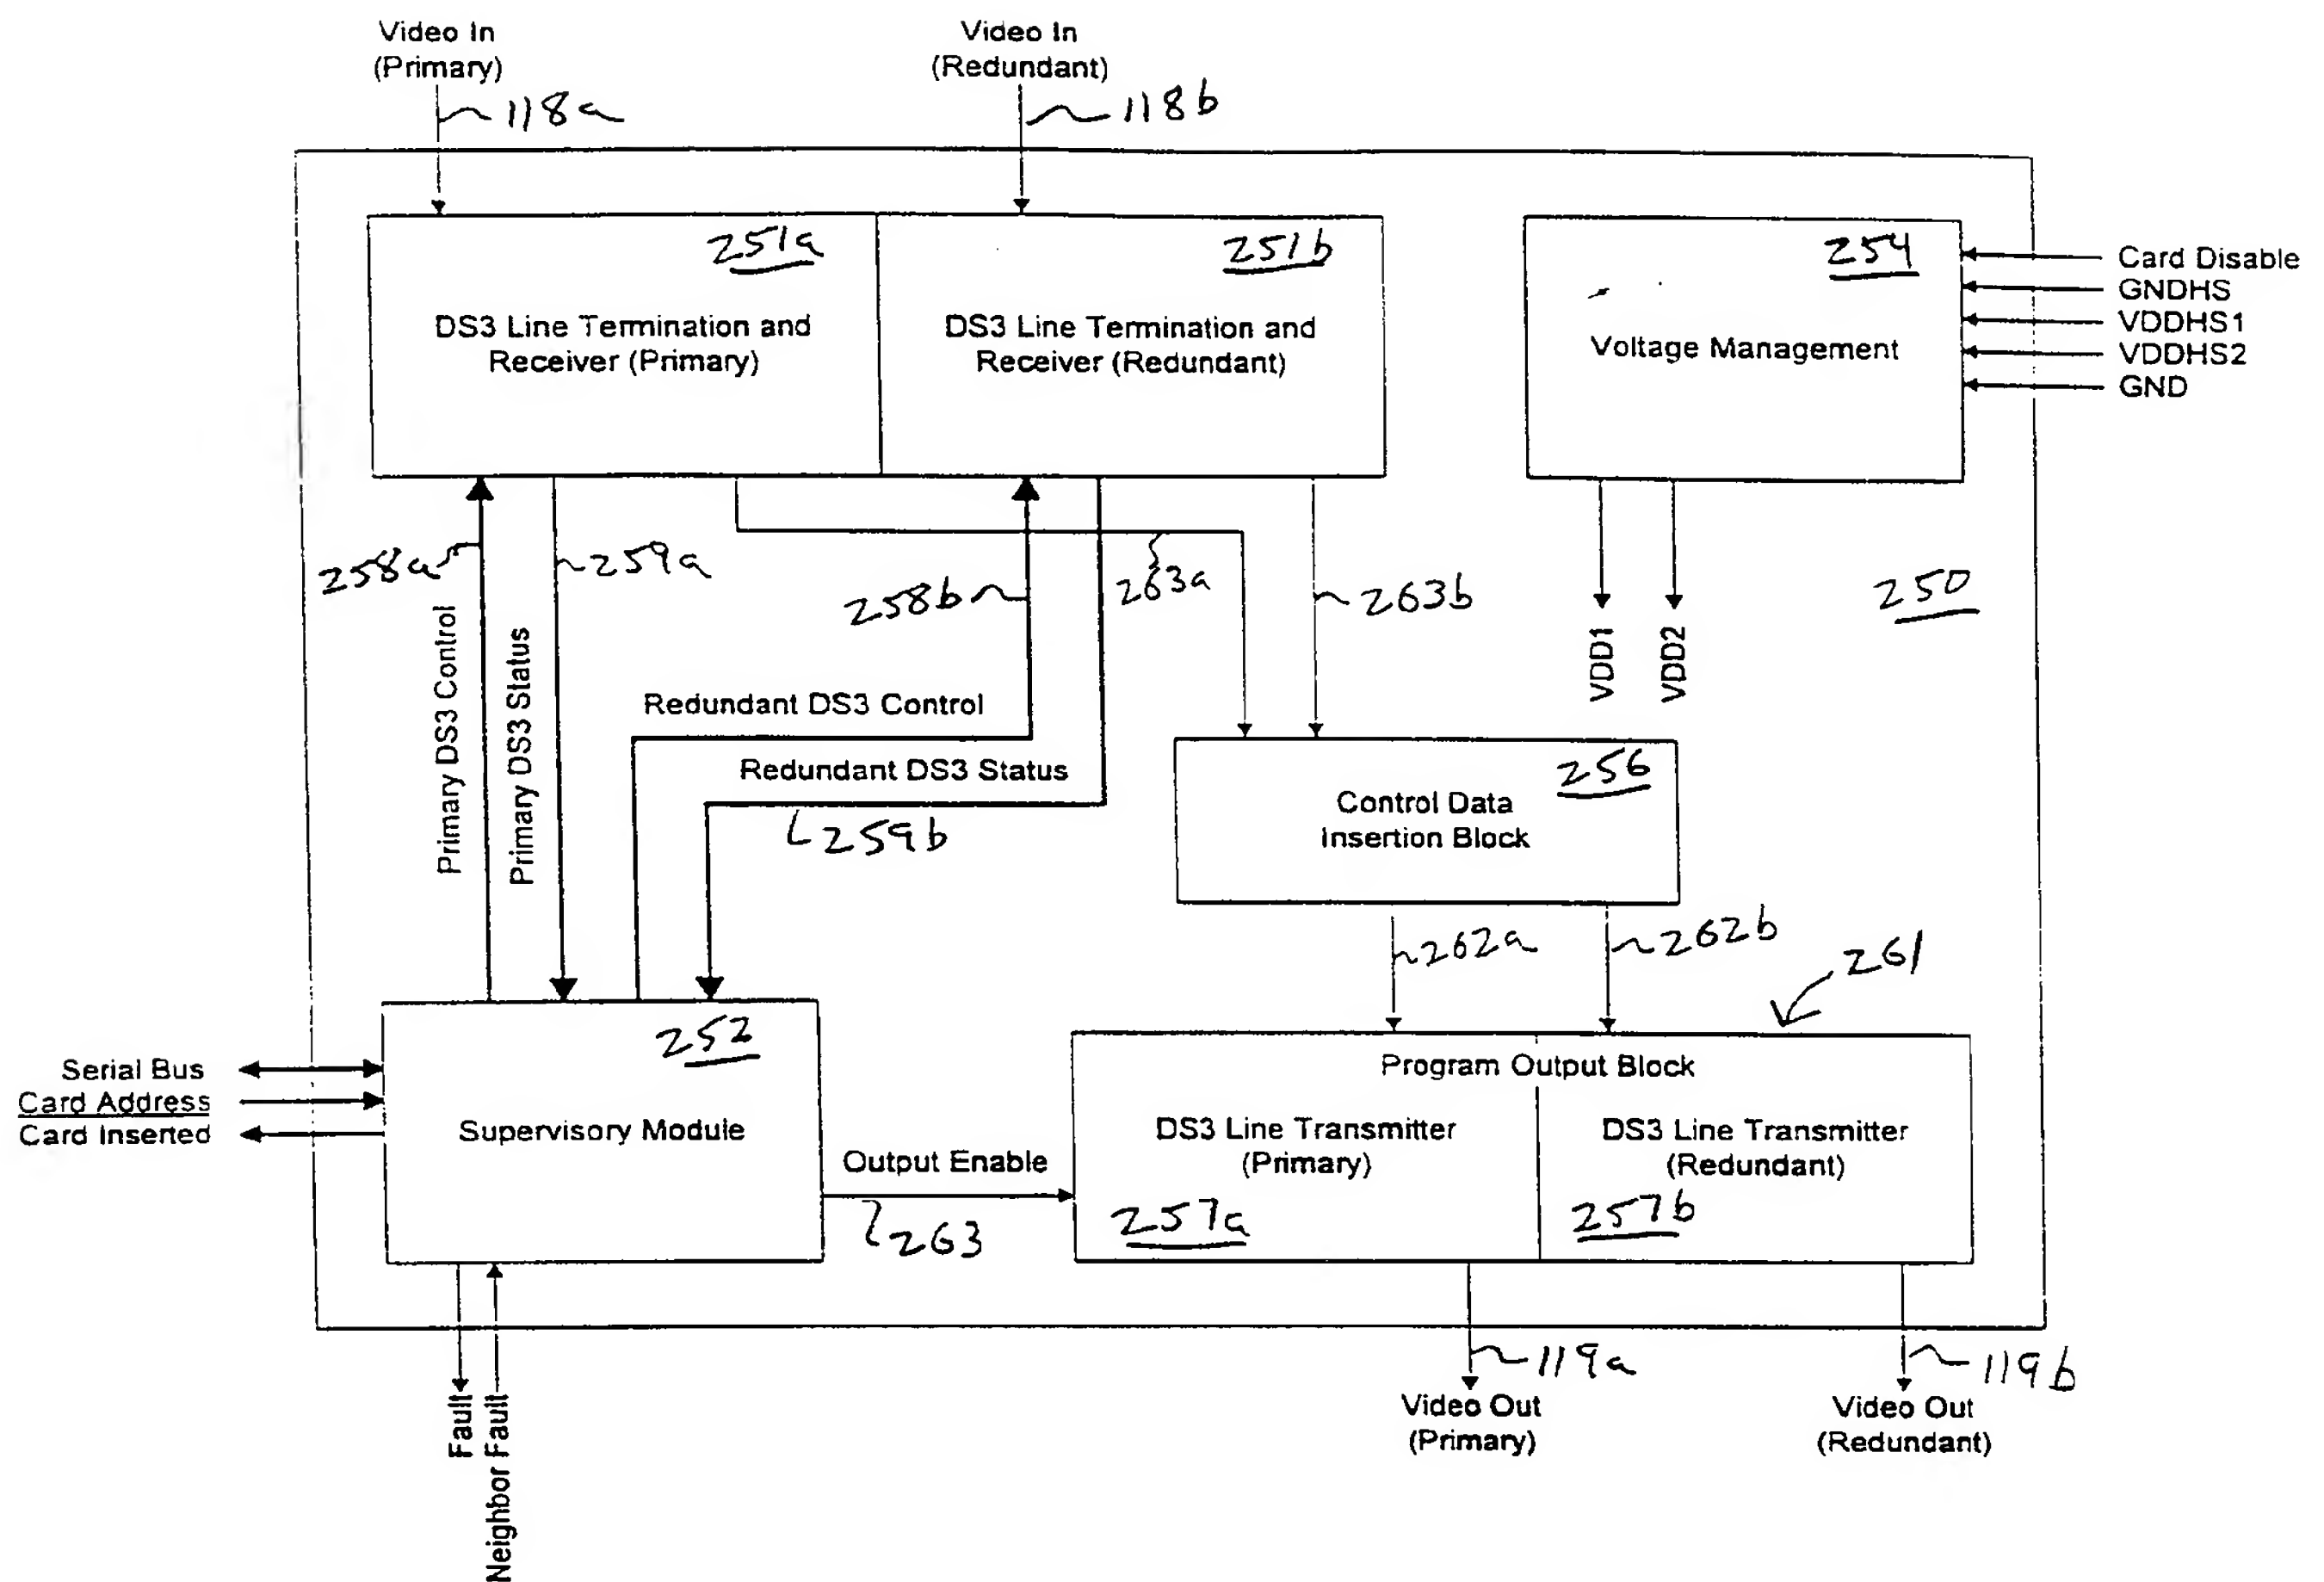 Video In
(Primary)
Video In
(Redundant)
118a
118b
251a
DS3 Line Termination and
Receiver (Primary)
251b
DS3 Line Termination and
Receiver (Redundant)
254
Voltage Management
Card Disable
GNDHS
VDDHS1
VDDHS2
GND
258a
259a
258b
263a
263b
VDD1
VDD2
250
Primary DS3 Control
Primary DS3 Status
Redundant DS3 Control
Redundant DS3 Status
259b
256
Control Data
Insertion Block
262a
262b
261
252
Supervisory Module
Serial Bus
Card Address
Card Inserted
Output Enable
263
Program Output Block
DS3 Line Transmitter
(Primary)
257a
DS3 Line Transmitter
(Redundant)
257b
Fault
Neighbor Fault
119a
119b
Video Out
(Primary)
Video Out
(Redundant)